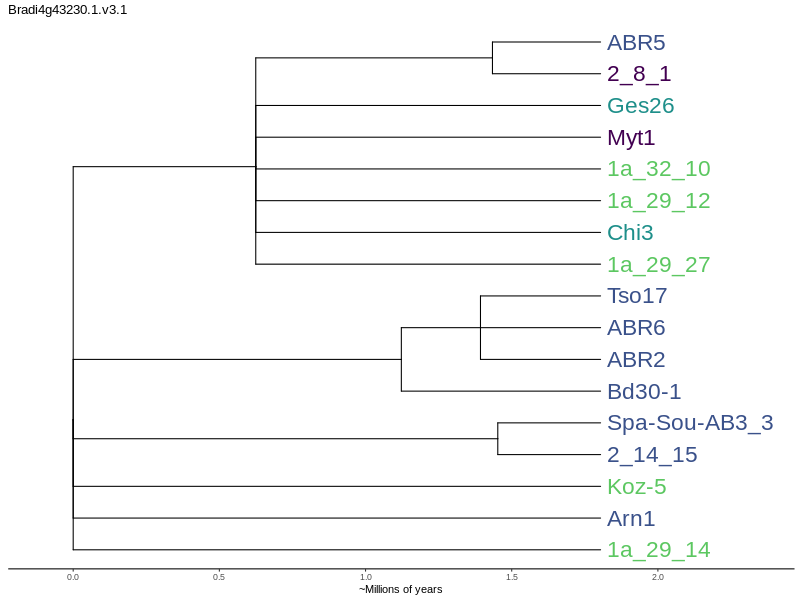 Bradi4g43230.1.v3.1
ABR5
2_8_1
Ges26
Myt1
1a_32_10
1a_29_12
Chi3
1a_29_27
Tso17
ABR6
ABR2
Bd30-1
Spa-Sou-AB3_3
2_14_15
Koz-5
Arn1
1a_29_14
0.0 0.5 1.0 1.5 2.0
~Millions of years